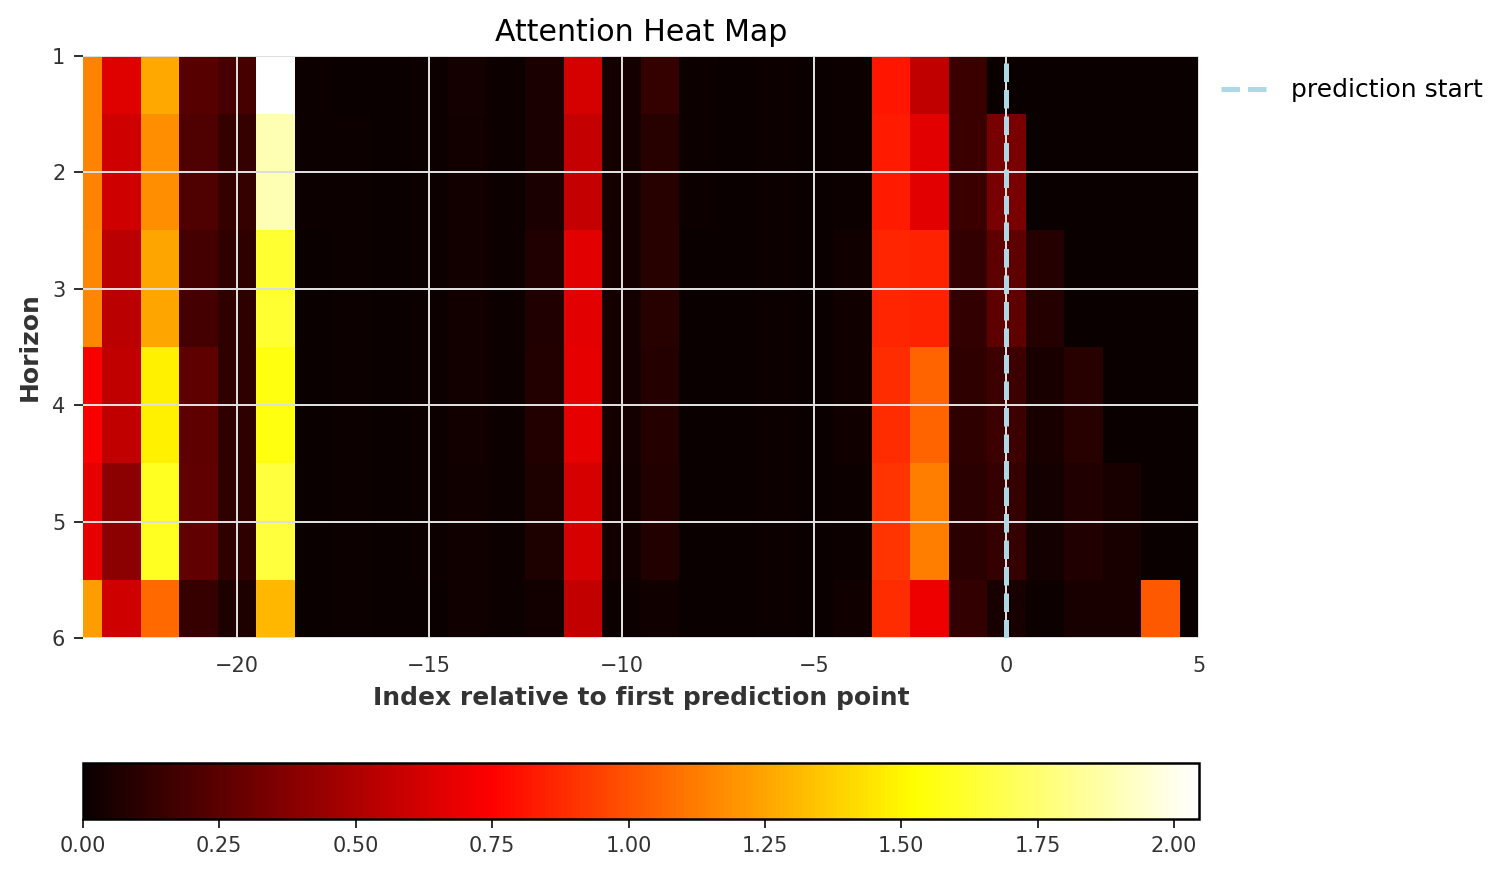 Attention Heat Map
prediction start
1
2
3
4
5
6
Horizon
−20 −15 −10 −5 0 5
Index relative to first prediction point
0.00 0.25 0.50 0.75 1.00 1.25 1.50 1.75 2.00